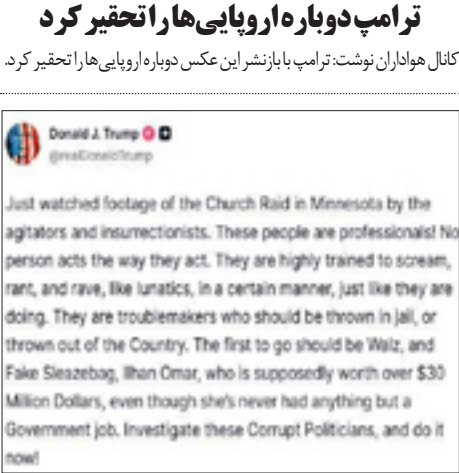 ترامپ دوباره اروپایی‌ها را تحقیر کرد
کانال هواداران نوشت: ترامپ با بازنشر این عکس دوباره اروپایی‌ها را تحقیر کرد.
Donald J. Trump
@realDonaldTrump
Just watched footage of the Church Raid in Minnesota by the
agitators and insurrectionists. These people are professionals! No
person acts the way they act. They are highly trained to scream,
rant, and rave, like lunatics, in a certain manner, just like they are
doing. They are troublemakers who should be thrown in jail, or
thrown out of the Country. The first to go should be Walz, and
Fake Sleazebag, Ilhan Omar, who is supposedly worth over $30
Million Dollars, even though she's never had anything but a
Government job. Investigate these Corrupt Politicians, and do it
now!